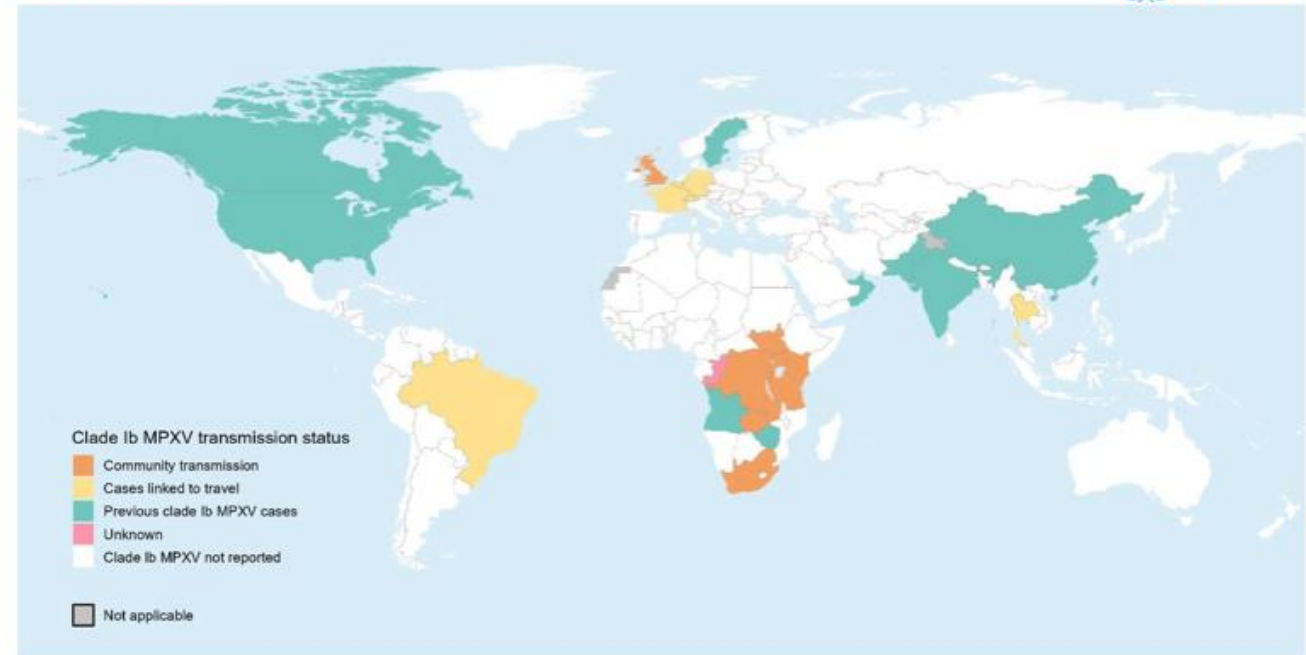 Clade Ib MPXV transmission status
Community transmission
Cases linked to travel
Previous clade Ib MPXV cases
Unknown
Clade Ib MPXV not reported
Not applicable